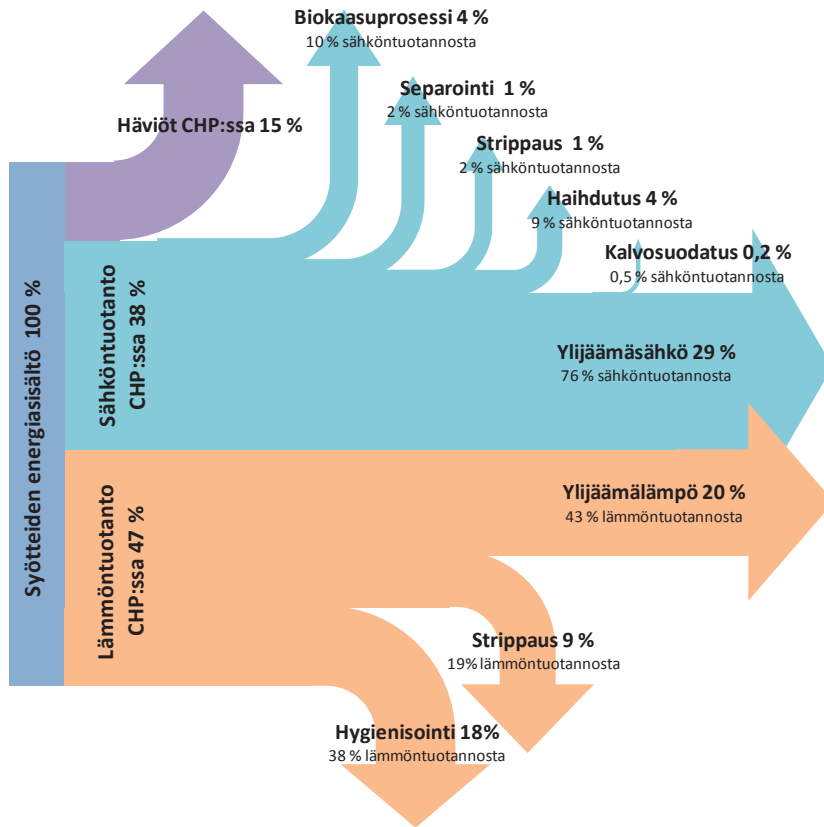 Biokaasuprosessi 4 %
10 % sähköntuotannosta
Separointi 1 %
2 % sähköntuotannosta
Häviöt CHP:ssa 15 %
Strippaus 1 %
2 % sähköntuotannosta
Haihdutus 4 %
9 % sähköntuotannosta
Kalvosuodatus 0,2 %
0,5 % sähköntuotannosta
Syötteiden energiasisältö 100 %
Sähköntuotanto
CHP:ssa 38 %
Ylijäämäsähkö 29 %
76 % sähköntuotannosta
Lämmöntuotanto
CHP:ssa 47 %
Ylijäämälämpö 20 %
43 % lämmöntuotannosta
Strippaus 9 %
19% lämmöntuotannosta
Hygienisointi 18%
38 % lämmöntuotannosta